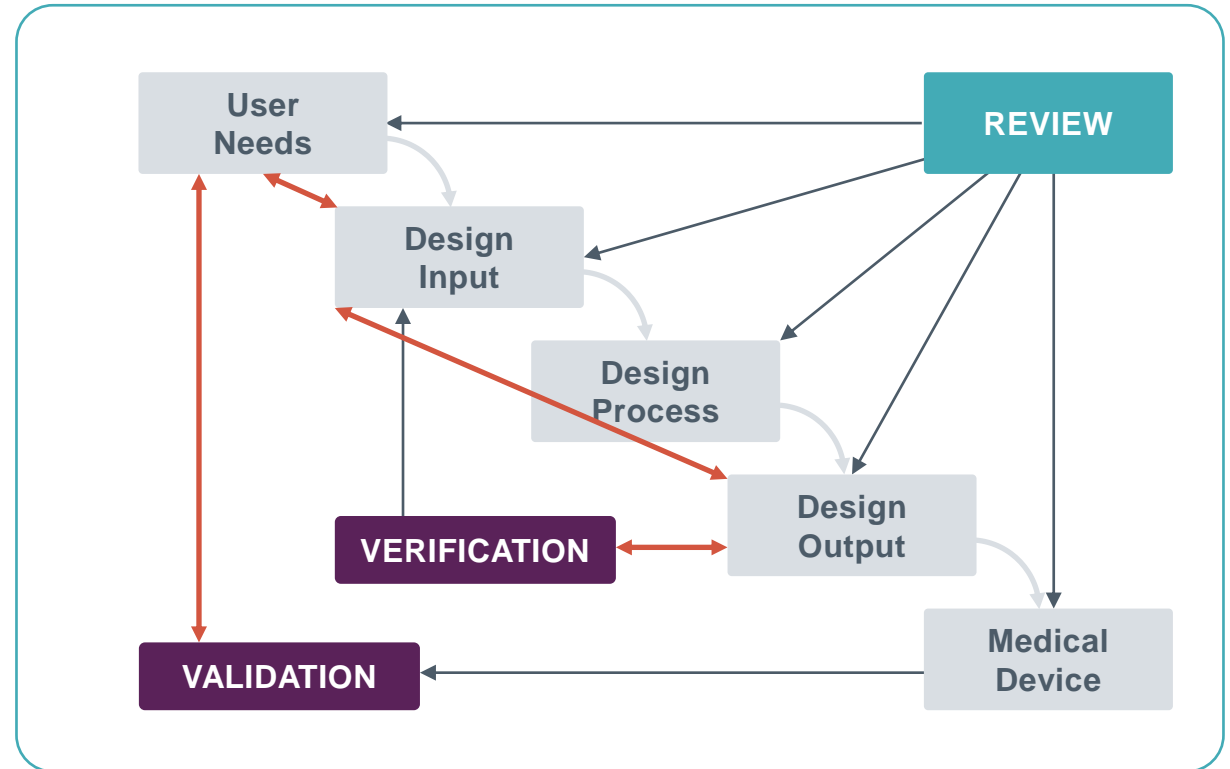 User
Needs
REVIEW
Design
Input
Design
Process
Design
Output
VERIFICATION
Medical
Device
VALIDATION